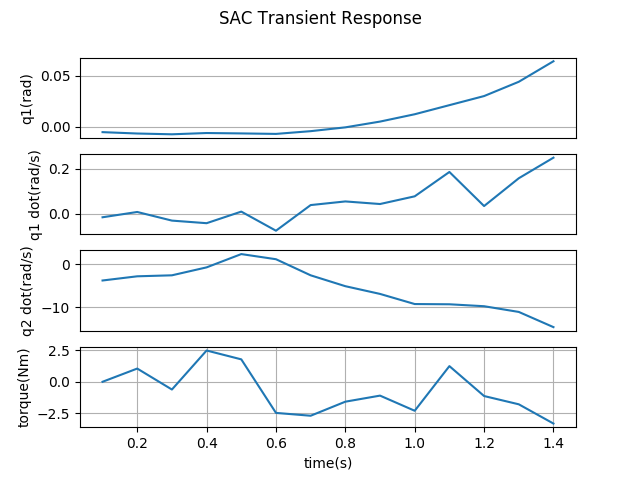 SAC Transient Response
q1(rad)
0.05
0.00
q1 dot(rad/s)
0.2
0.0
q2 dot(rad/s)
0
−10
torque(Nm)
2.5
0.0
−2.5
0.2 0.4 0.6 0.8 1.0 1.2 1.4
time(s)